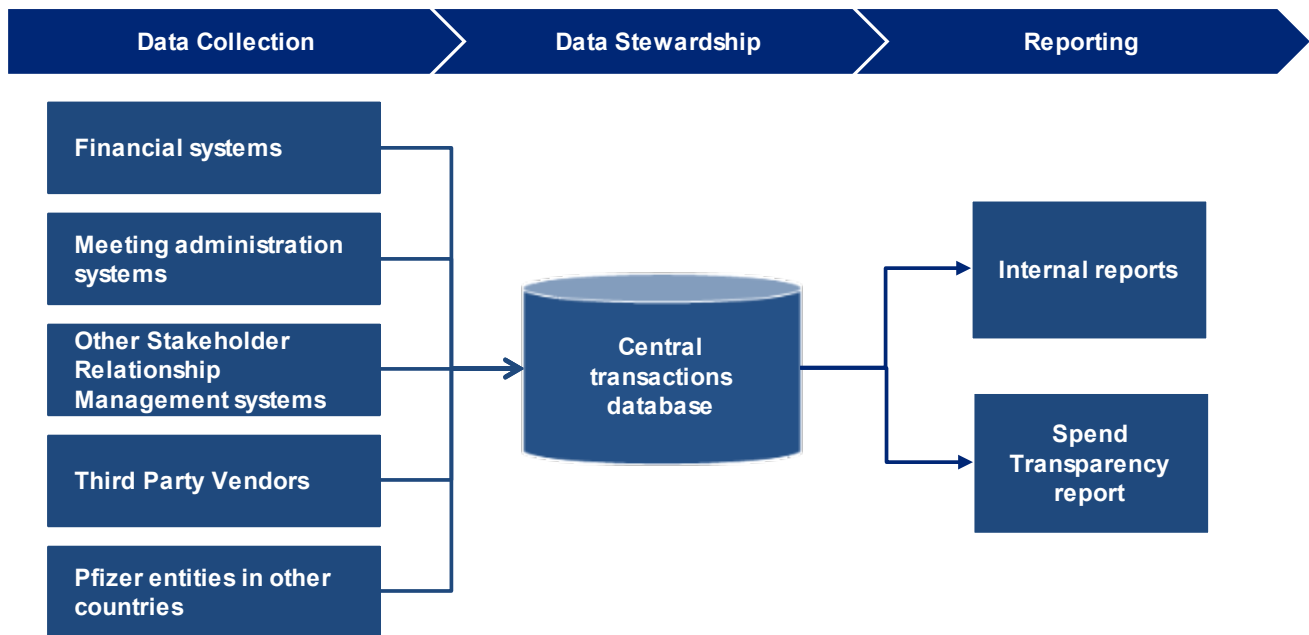 Data Collection
Data Stewardship
Reporting
Financial systems
Meeting administration
systems
Other Stakeholder
Relationship
Management systems
Third Party Vendors
Pfizer entities in other
countries
Central
transactions
database
Internal reports
Spend
Transparency
report